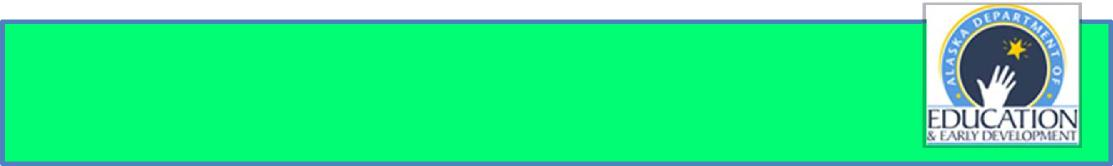 ALASKA DEPARTMENT OF
EDUCATION
& EARLY DEVELOPMENT